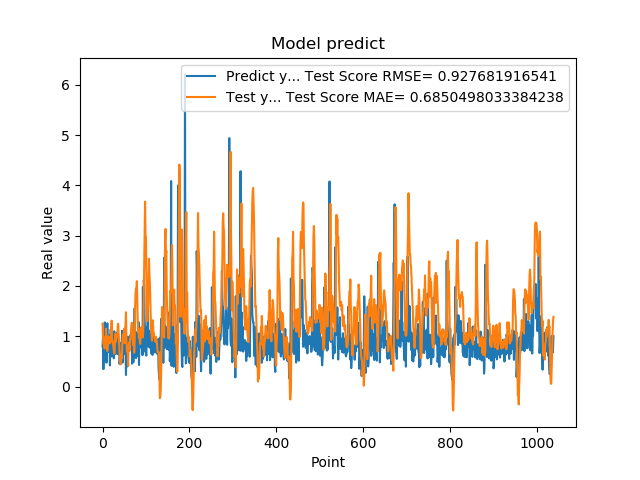 Model predict
Predict y... Test Score RMSE= 0.927681916541
Test y... Test Score MAE= 0.6850498033384238
6
5
4
3
2
1
0
Real value
0 200 400 600 800 1000
Point